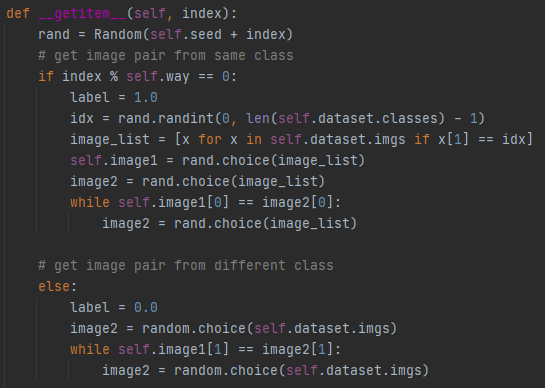 def __getitem__(self, index):
    rand = Random(self.seed + index)
    # get image pair from same class
    if index % self.way == 0:
        label = 1.0
        idx = rand.randint(0, len(self.dataset.classes) - 1)
        image_list = [x for x in self.dataset.imgs if x[1] == idx]
        self.image1 = rand.choice(image_list)
        image2 = rand.choice(image_list)
        while self.image1[0] == image2[0]:
            image2 = rand.choice(image_list)

    # get image pair from different class
    else:
        label = 0.0
        image2 = random.choice(self.dataset.imgs)
        while self.image1[1] == image2[1]:
            image2 = random.choice(self.dataset.imgs)